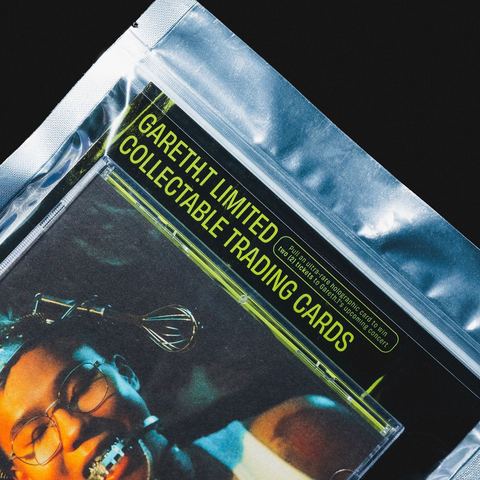 GARETH.T LIMITED
COLLECTABLE TRADING CARDS
Pull an ultra-rare holographic card to win
two (2) tickets to Gareth.T's upcoming concert